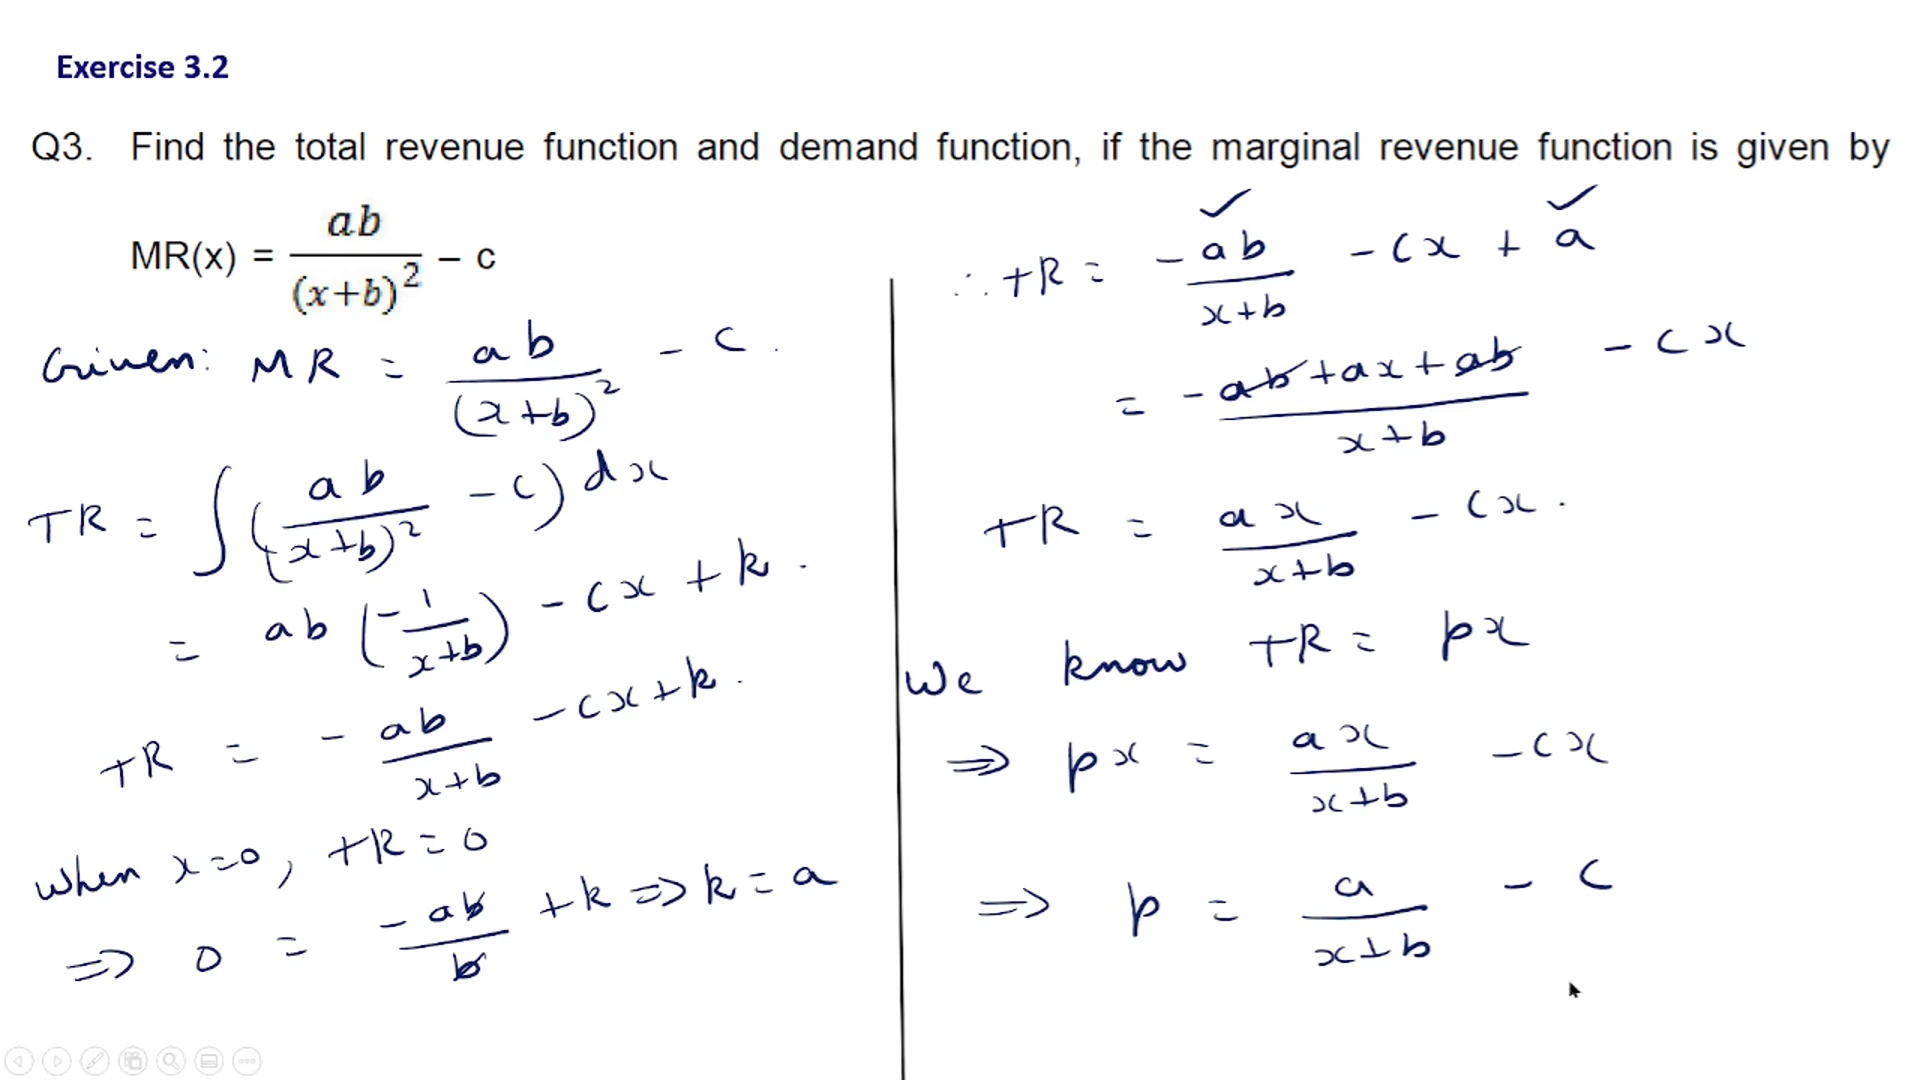 Exercise 3.2
Q3. Find the total revenue function and demand function, if the marginal revenue function is given by
MR(x) = ab/(x+b)² – c
Given: MR = ab/(x+b)² - c.
TR = ∫(ab/(x+b)² - c) dx
= ab (-1/(x+b)) - cx + k.
TR = - ab/(x+b) - cx + k.
When x=0, TR=0
⇒ 0 = -ab/b + k ⇒ k = a
∴ TR = -ab/(x+b) - cx + a
= (-ab + ax + ab)/(x+b) - cx
TR = ax/(x+b) - cx.
We know TR = px
⇒ px = ax/(x+b) - cx
⇒ p = a/(x+b) - c